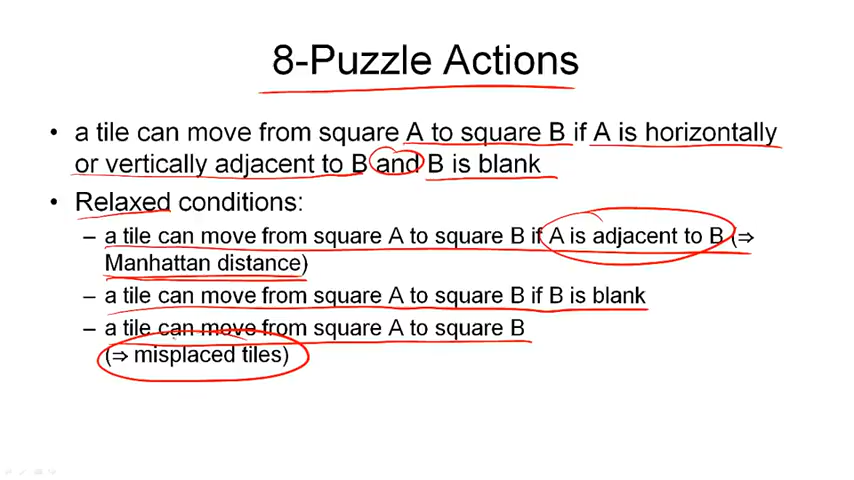 8-Puzzle Actions
• a tile can move from square A to square B if A is horizontally
or vertically adjacent to B and B is blank
• Relaxed conditions:
– a tile can move from square A to square B if A is adjacent to B (⇒
Manhattan distance)
– a tile can move from square A to square B if B is blank
– a tile can move from square A to square B
(⇒ misplaced tiles)